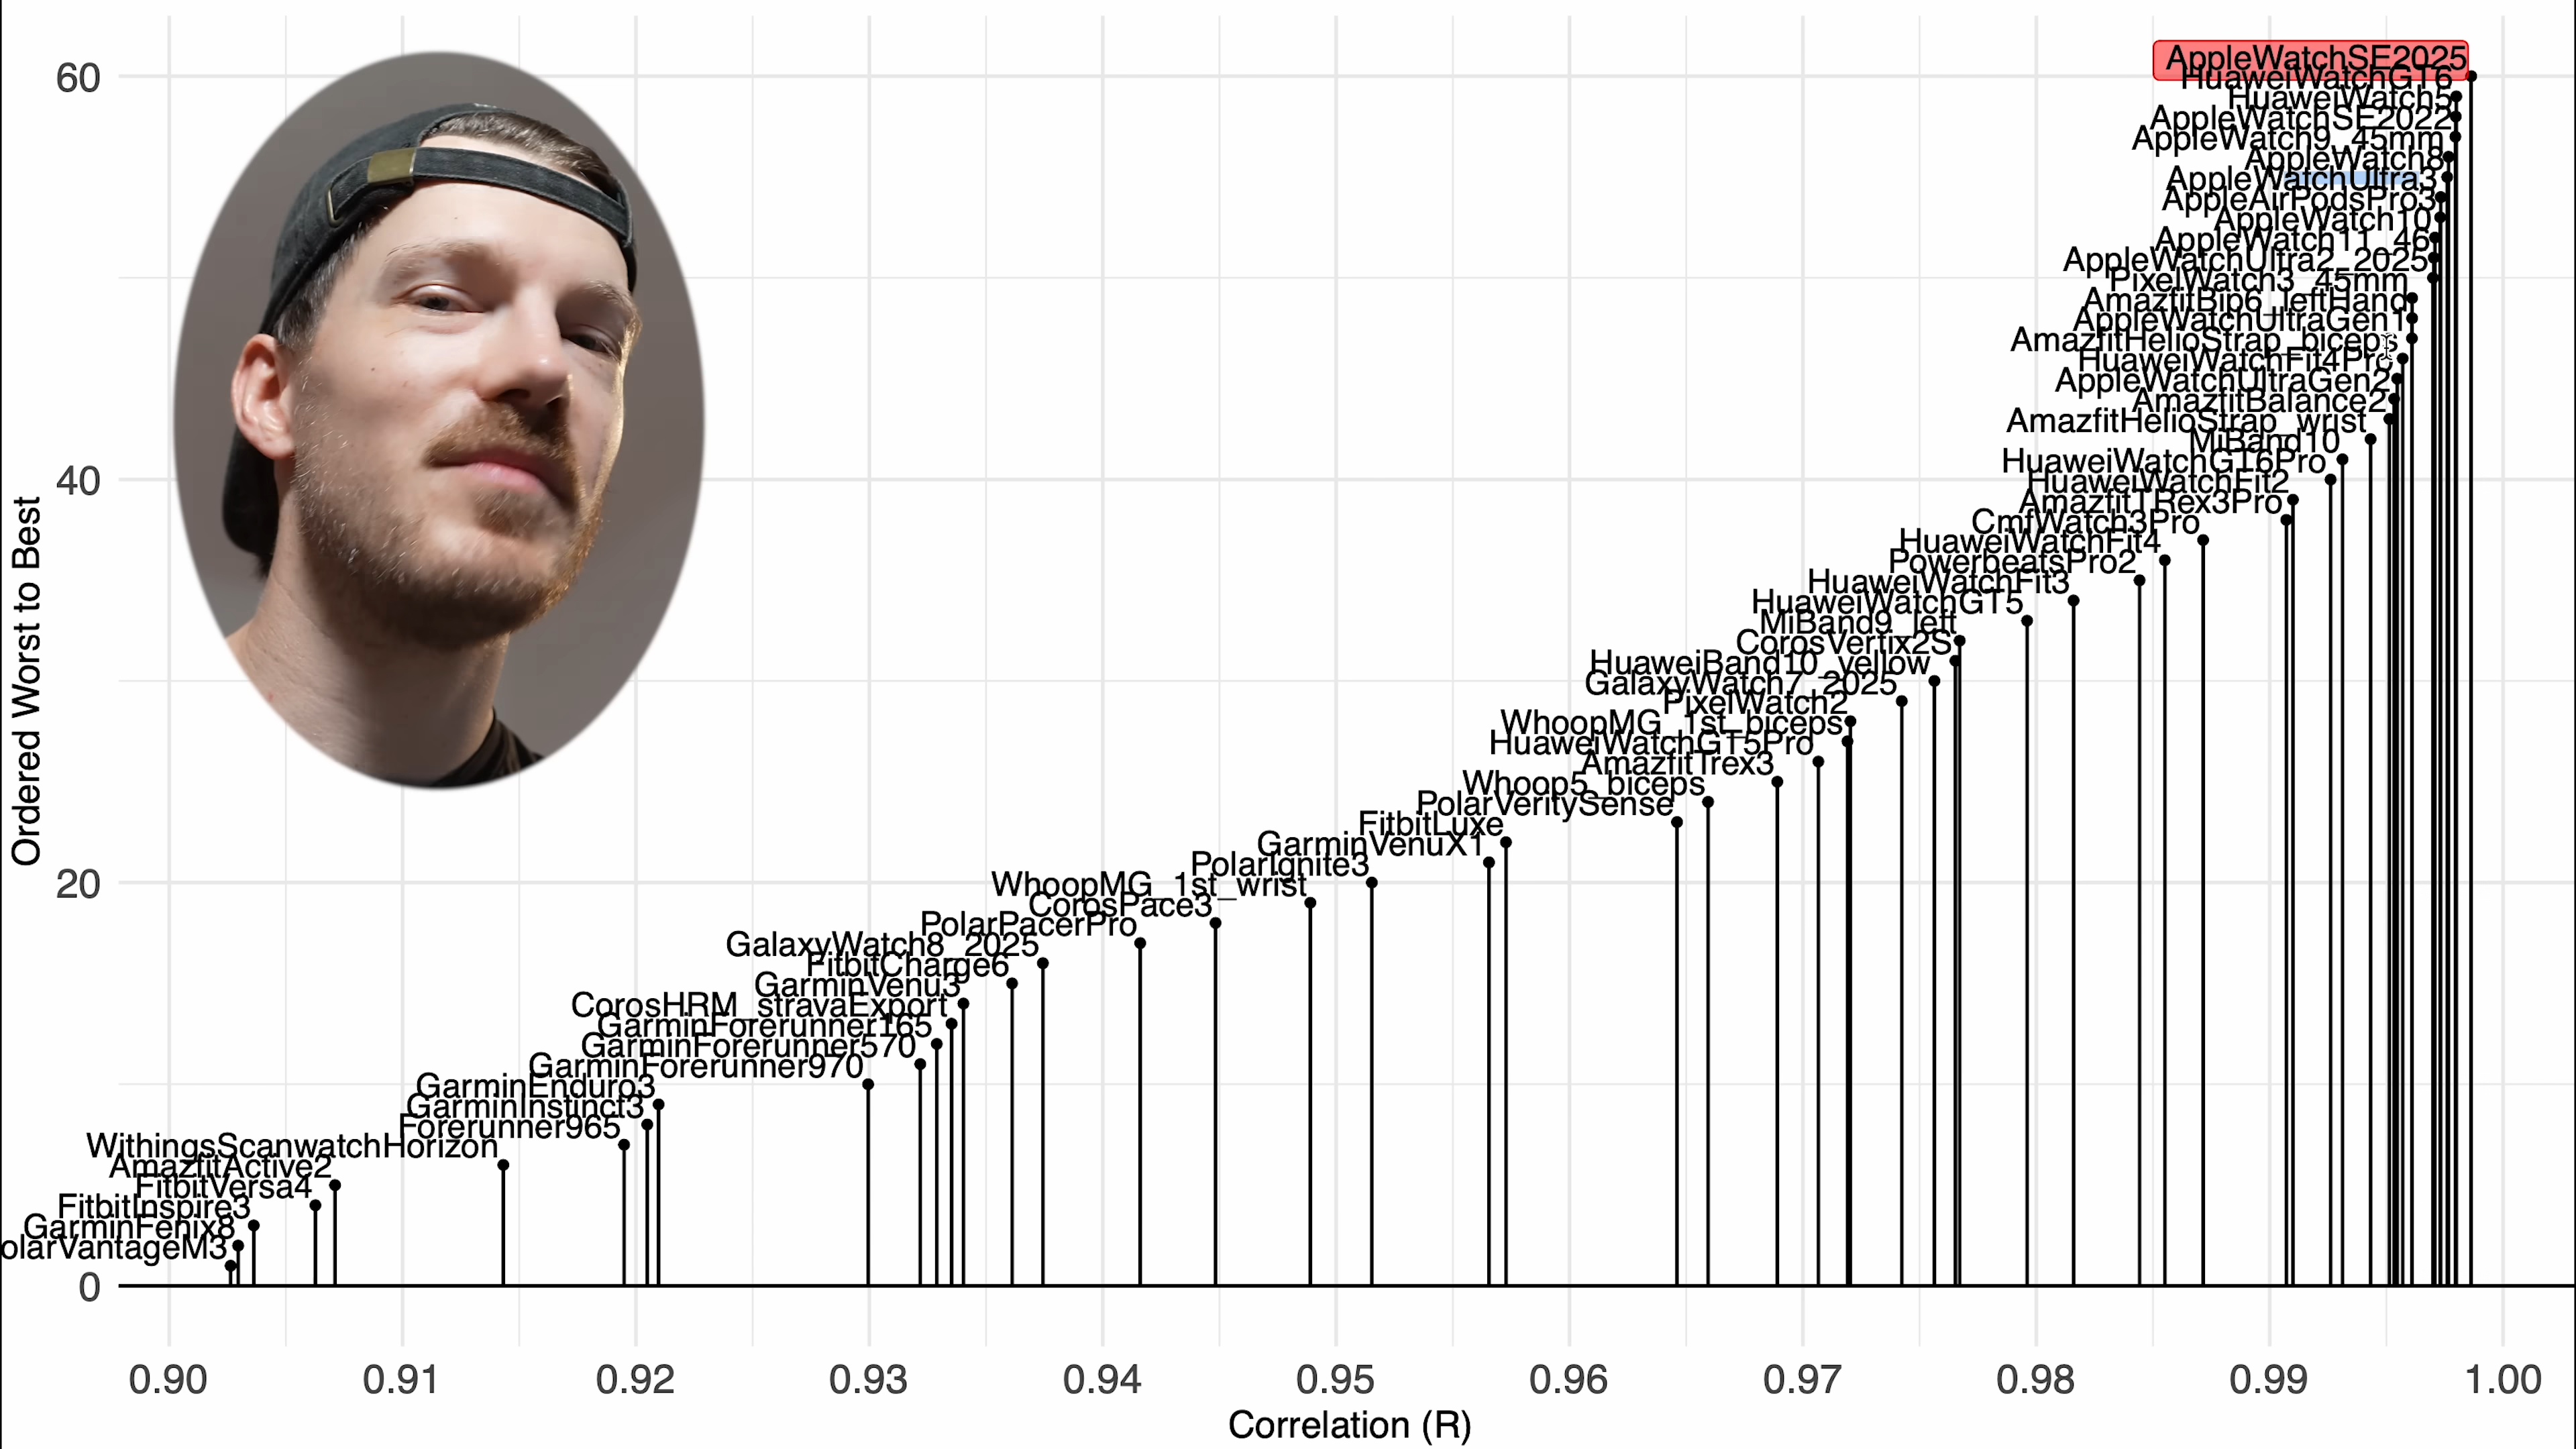 60
40
20
0
Ordered Worst to Best
AppleWatchSE2025
HuaweiWatchGT6
HuaweiWatch5
AppleWatchSE2022
AppleWatch9_45mm
AppleWatch8
AppleWatchUltra3
AppleAirPodsPro3
AppleWatch10
AppleWatch11_46
AppleWatchUltra2_2025
PixelWatch3_45mm
AmazfitBip6_leftHand
AppleWatchUltraGen1
AmazfitHelioStrap_biceps
HuaweiWatchFit4Pro
AppleWatchUltraGen2
AmazfitBalance2
AmazfitHelioStrap_wrist
MiBand10
HuaweiWatchGT6Pro
HuaweiWatchFit2
AmazfitTRex3Pro
CmfWatch3Pro
HuaweiWatchFit4
PowerbeatsPro2
HuaweiWatchFit3
HuaweiWatchGT5
MiBand9_left
CorosVertix2S
HuaweiBand10_yellow
GalaxyWatch7_2025
PixelWatch2
WhoopMG_1st_biceps
HuaweiWatchGT5Pro
AmazfitTrex3
Whoop5_biceps
PolarVeritySense
FitbitLuxe
GarminVenuX1
PolarIgnite3
WhoopMG_1st_wrist
CorosPace3
PolarPacerPro
GalaxyWatch8_2025
FitbitCharge6
GarminVenu3
CorosHRM_stravaExport
GarminForerunner165
GarminForerunner570
GarminForerunner970
GarminEnduro3
GarminInstinct3
Forerunner965
WithingsScanwatchHorizon
AmazfitActive2
FitbitVersa4
FitbitInspire3
GarminFenix8
olarVantageM3
0.90 0.91 0.92 0.93 0.94 0.95 0.96 0.97 0.98 0.99 1.00
Correlation (R)